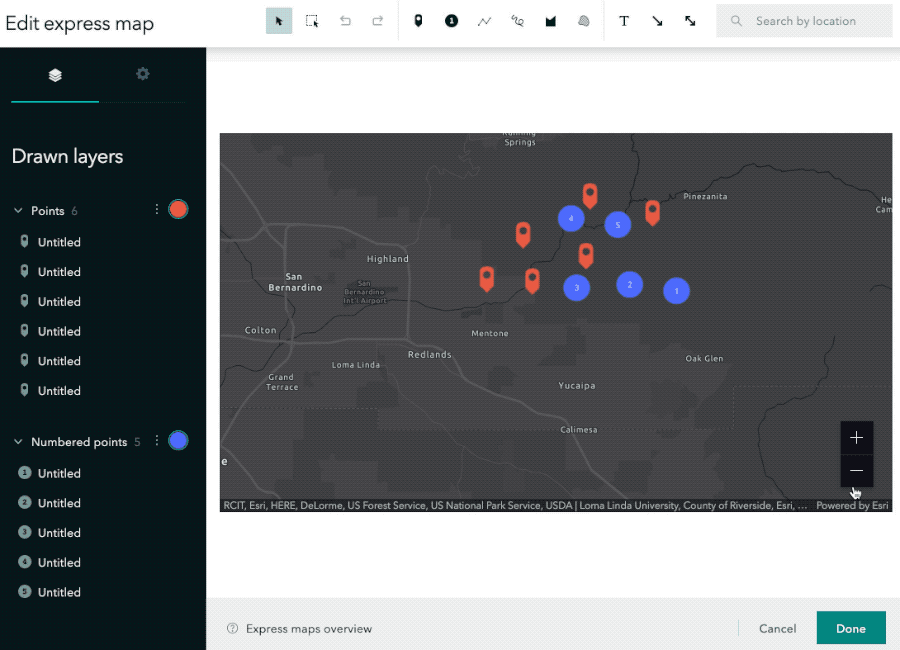 Edit express map
1
T
Search by location
Drawn layers
Points 6
Untitled
Untitled
Untitled
Untitled
Untitled
Untitled
Numbered points 5
1 Untitled
2 Untitled
3 Untitled
4 Untitled
5 Untitled
Running
Springs
Pinezanita
He
Cam
4
5
Highland
San
Bernardino
San
Bernardino
Int'l Airport
3
2
1
Colton
Mentone
Redlands
Loma Linda
Oak Glen
Grand
Terrace
Yucaipa
Calimesa
e
+
−
RCIT, Esri, HERE, DeLorme, US Forest Service, US National Park Service, USDA | Loma Linda University, County of Riverside, Esri, ...
Powered by Esri
? Express maps overview
Cancel
Done